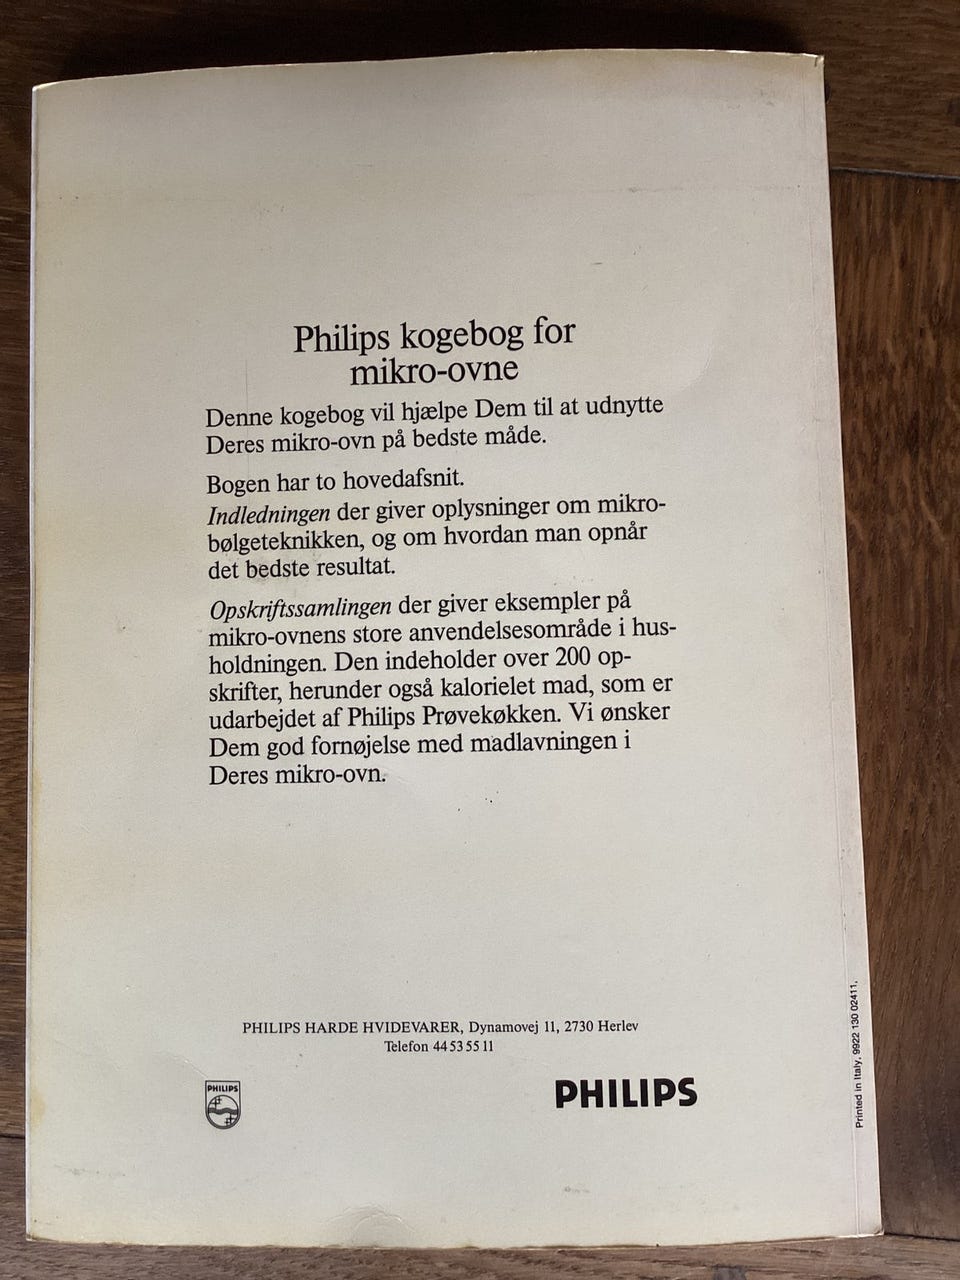 Philips kogebog for
mikro-ovne
Denne kogebog vil hjælpe Dem til at udnytte
Deres mikro-ovn på bedste måde.
Bogen har to hovedafsnit.
Indledningen der giver oplysninger om mikro-
bølgeteknikken, og om hvordan man opnår
det bedste resultat.
Opskriftssamlingen der giver eksempler på
mikro-ovnens store anvendelsesområde i hus-
holdningen. Den indeholder over 200 op-
skrifter, herunder også kalorielet mad, som er
udarbejdet af Philips Prøvekøkken. Vi ønsker
Dem god fornøjelse med madlavningen i
Deres mikro-ovn.
PHILIPS HARDE HVIDEVARER, Dynamovej 11, 2730 Herlev
Telefon 44 53 55 11
PHILIPS
PHILIPS
Printed in Italy. 9922 130 02411.